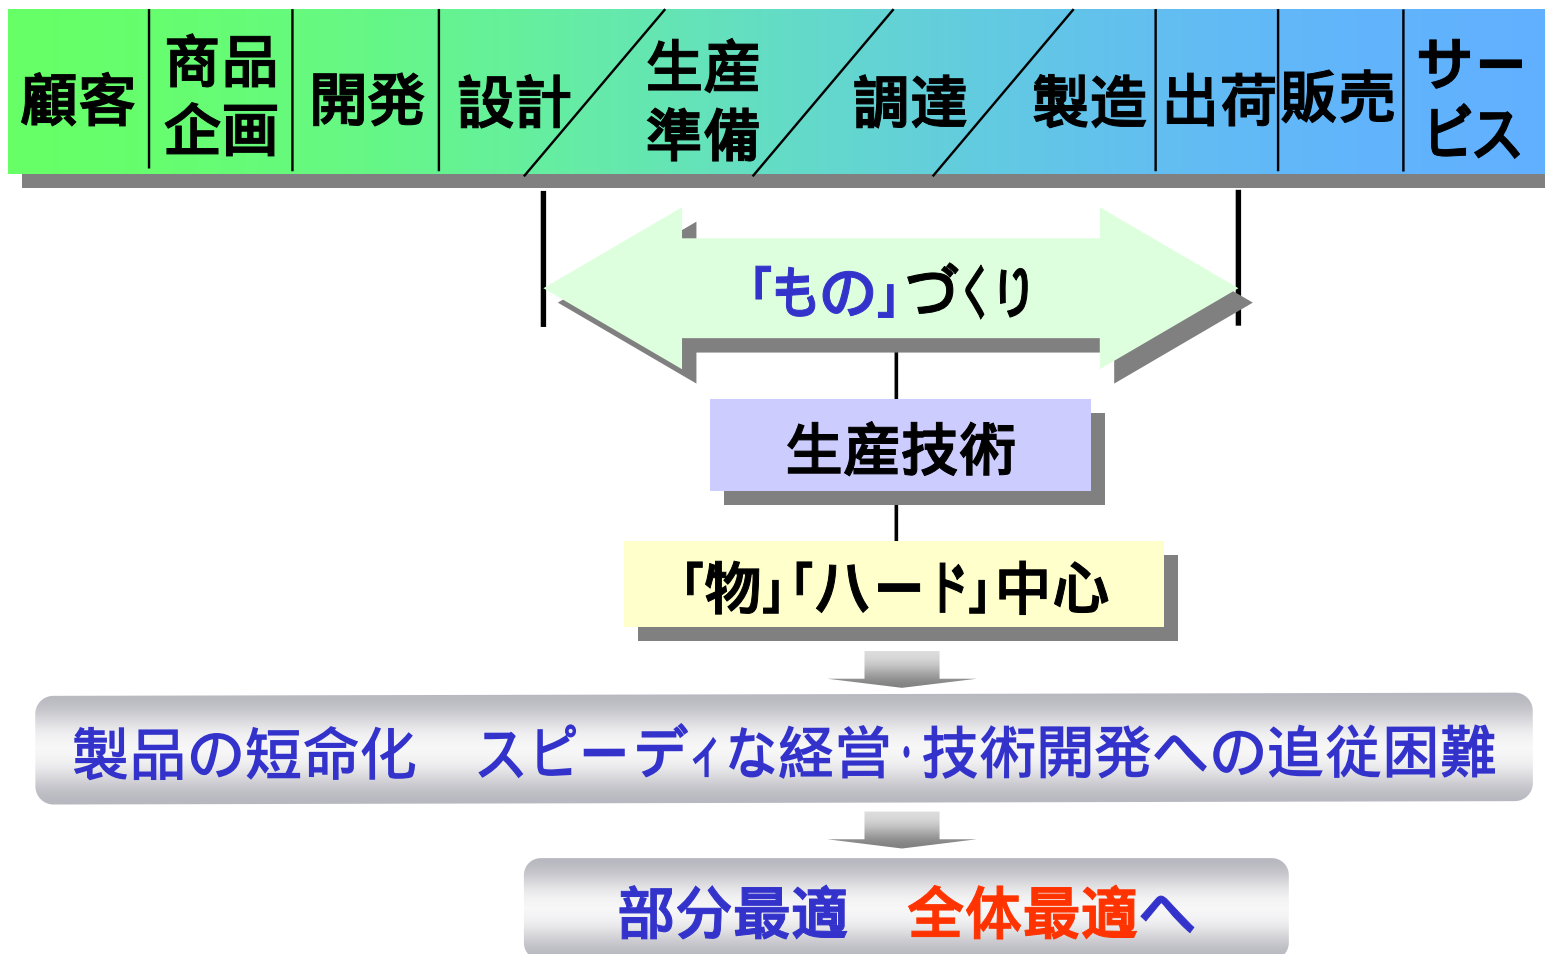 顧客
商品
企画
開発
設計
生産
準備
調達
製造
出荷
販売
サー
ビス
「もの」づくり
生産技術
「物」「ハード」中心
製品の短命化　スピーディな経営・技術開発への追従困難
部分最適　全体最適へ